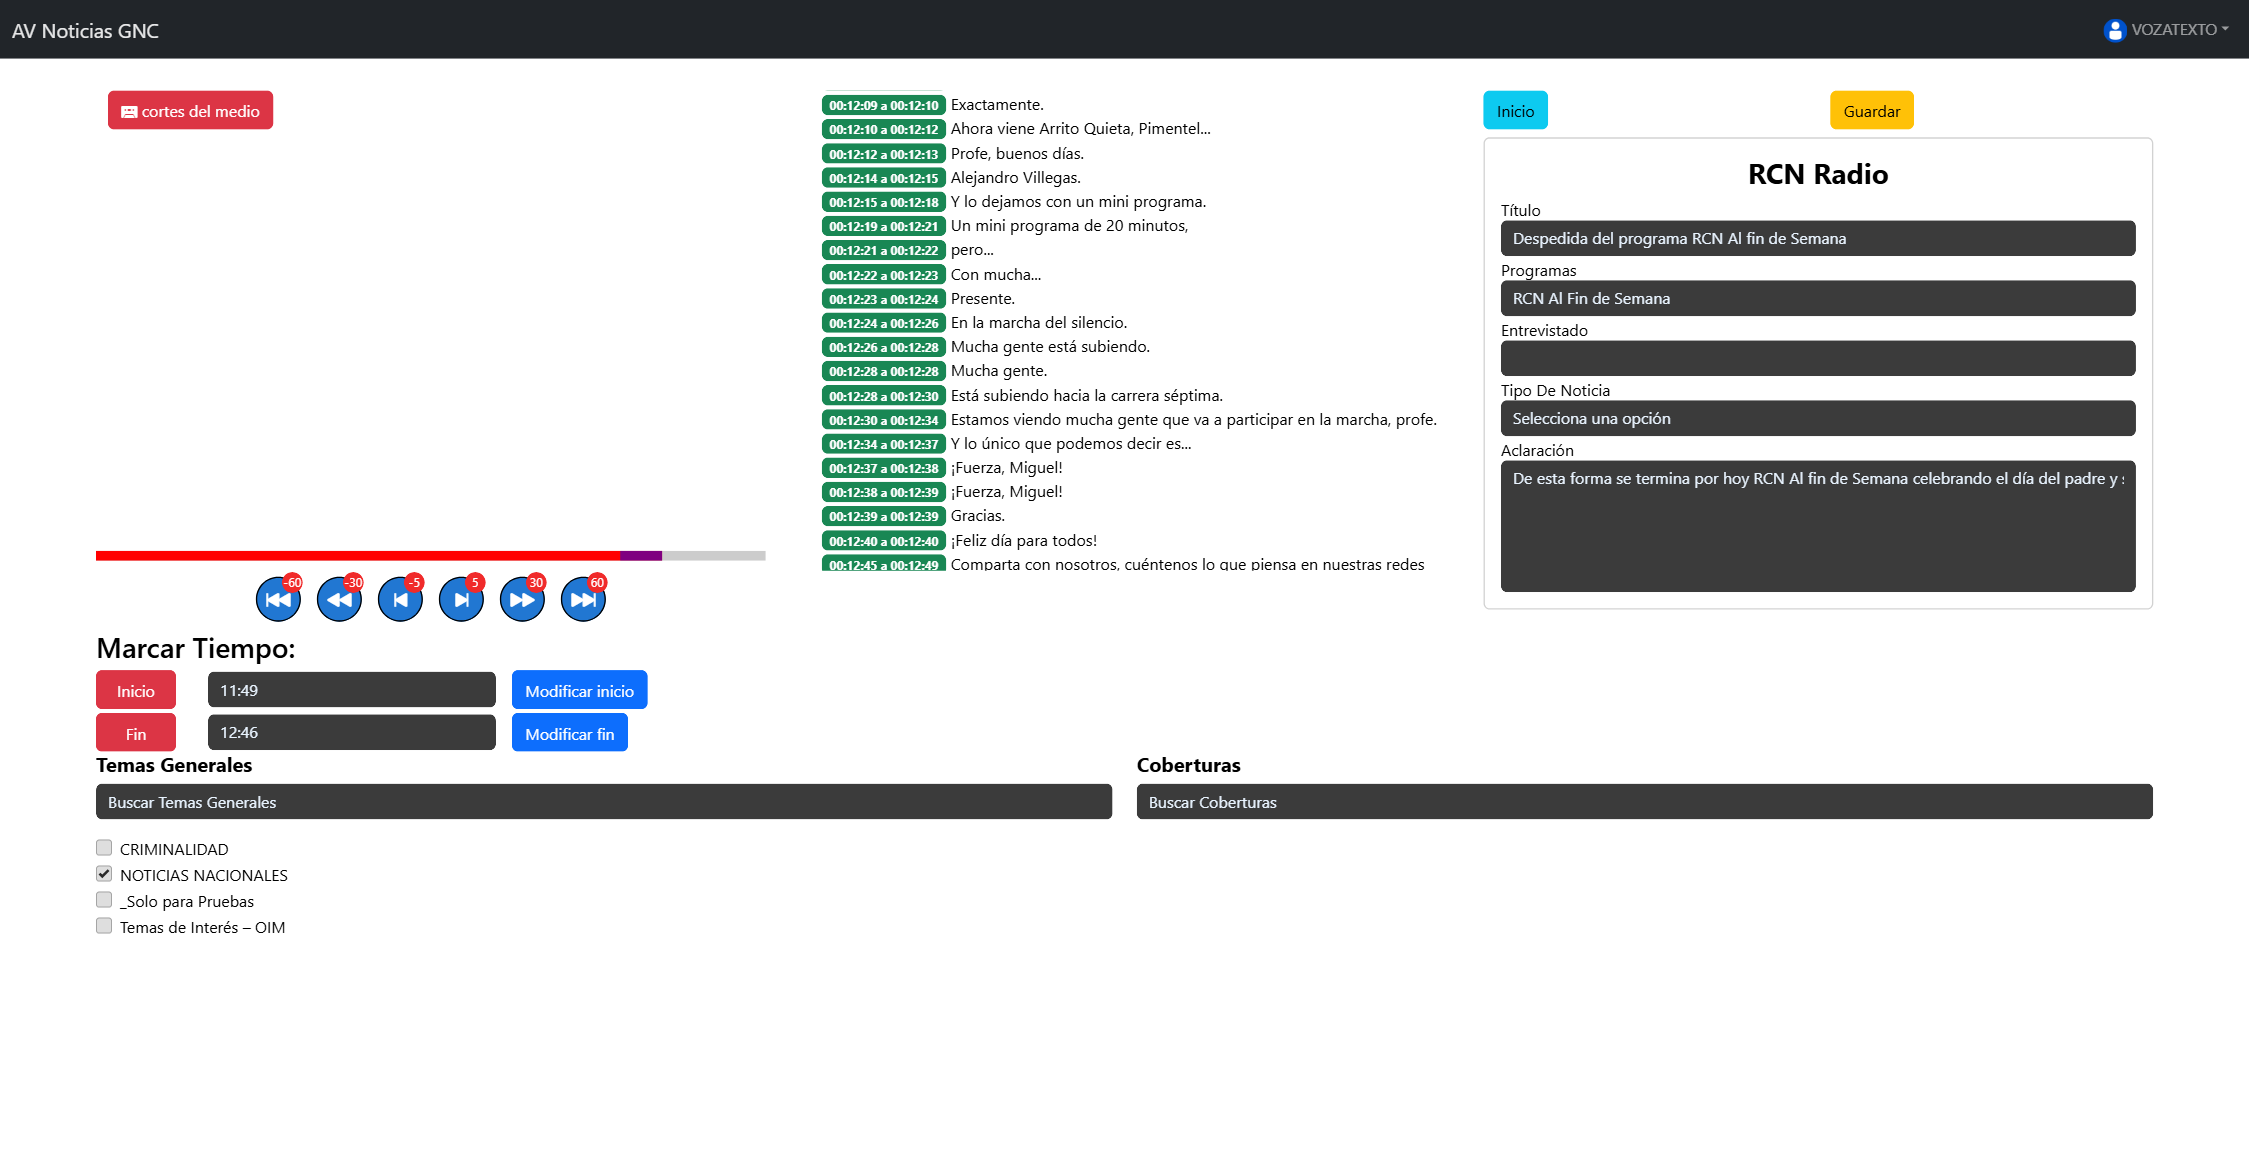 AV Noticias GNC
VOZATEXTO
cortes del medio
-60
-30
-5
5
30
60
Marcar Tiempo:
Inicio
11:49
Modificar inicio
Fin
12:46
Modificar fin
00:12:09 a 00:12:10 Exactamente.
00:12:10 a 00:12:12 Ahora viene Arrito Quieta, Pimentel...
00:12:12 a 00:12:13 Profe, buenos días.
00:12:14 a 00:12:15 Alejandro Villegas.
00:12:15 a 00:12:18 Y lo dejamos con un mini programa.
00:12:19 a 00:12:21 Un mini programa de 20 minutos,
00:12:21 a 00:12:22 pero...
00:12:22 a 00:12:23 Con mucha...
00:12:23 a 00:12:24 Presente.
00:12:24 a 00:12:26 En la marcha del silencio.
00:12:26 a 00:12:28 Mucha gente está subiendo.
00:12:28 a 00:12:28 Mucha gente.
00:12:28 a 00:12:30 Está subiendo hacia la carrera séptima.
00:12:30 a 00:12:34 Estamos viendo mucha gente que va a participar en la marcha, profe.
00:12:34 a 00:12:37 Y lo único que podemos decir es...
00:12:37 a 00:12:38 ¡Fuerza, Miguel!
00:12:38 a 00:12:39 ¡Fuerza, Miguel!
00:12:39 a 00:12:39 Gracias.
00:12:40 a 00:12:40 ¡Feliz día para todos!
00:12:45 a 00:12:49 Comparta con nosotros, cuéntenos lo que piensa en nuestras redes
Inicio
Guardar
RCN Radio
Título
Despedida del programa RCN Al fin de Semana
Programas
RCN Al Fin de Semana
Entrevistado
Tipo De Noticia
Selecciona una opción
Aclaración
De esta forma se termina por hoy RCN Al fin de Semana celebrando el día del padre y
Temas Generales
Buscar Temas Generales
CRIMINALIDAD
NOTICIAS NACIONALES
_Solo para Pruebas
Temas de Interés – OIM
Coberturas
Buscar Coberturas